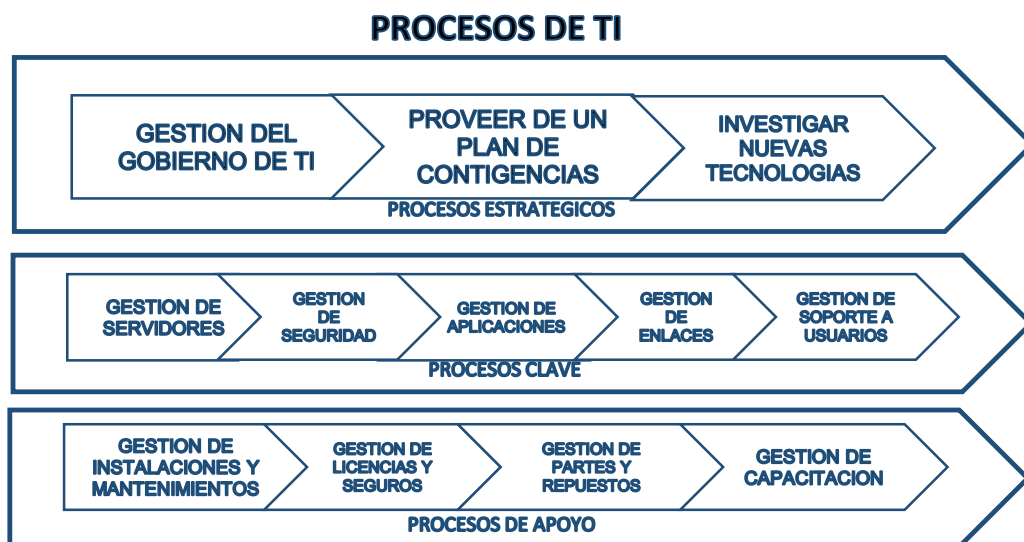 PROCESOS DE TI
GESTION DEL
GOBIERNO DE TI
PROVEER DE UN
PLAN DE
CONTIGENCIAS
INVESTIGAR
NUEVAS
TECNOLOGIAS
PROCESOS ESTRATEGICOS
GESTION DE
SERVIDORES
GESTION
DE
SEGURIDAD
GESTION DE
APLICACIONES
GESTION
DE
ENLACES
GESTION DE
SOPORTE A
USUARIOS
PROCESOS CLAVE
GESTION DE
INSTALACIONES Y
MANTENIMIENTOS
GESTION DE
LICENCIAS Y
SEGUROS
GESTION DE
PARTES Y
REPUESTOS
GESTION DE
CAPACITACION
PROCESOS DE APOYO